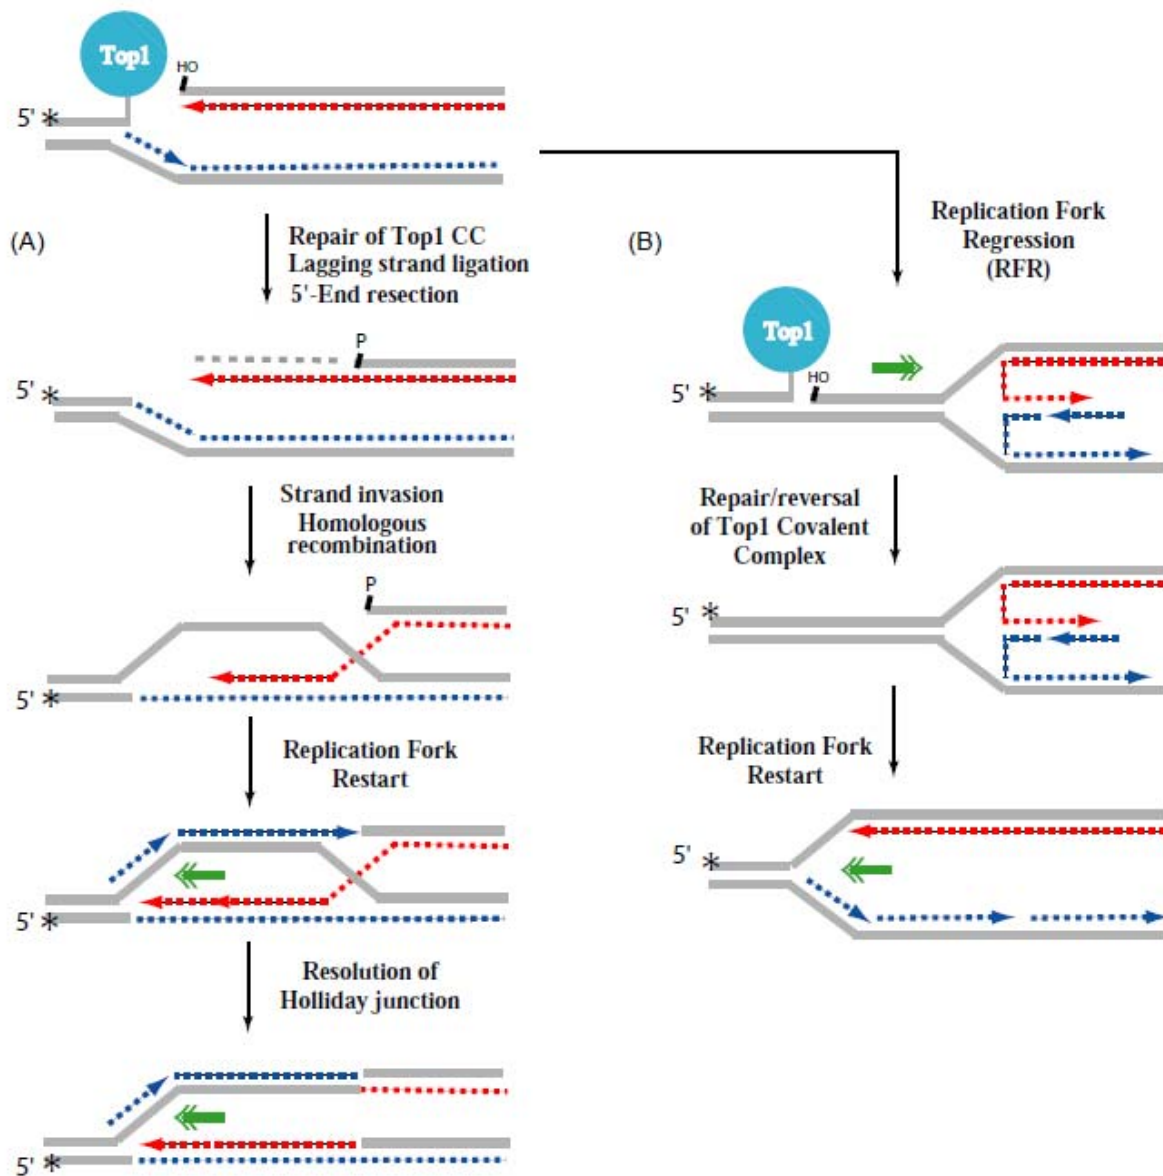 Top1
HO
5' *
(A)
Repair of Top1 CC
Lagging strand ligation
5'-End resection
P
5' *
Strand invasion
Homologous
recombination
P
5' *
Replication Fork
Restart
5' *
Resolution of
Holliday junction
5' *
(B)
Replication Fork
Regression
(RFR)
Top1
HO
5' *
Repair/reversal
of Top1 Covalent
Complex
5' *
Replication Fork
Restart
5' *